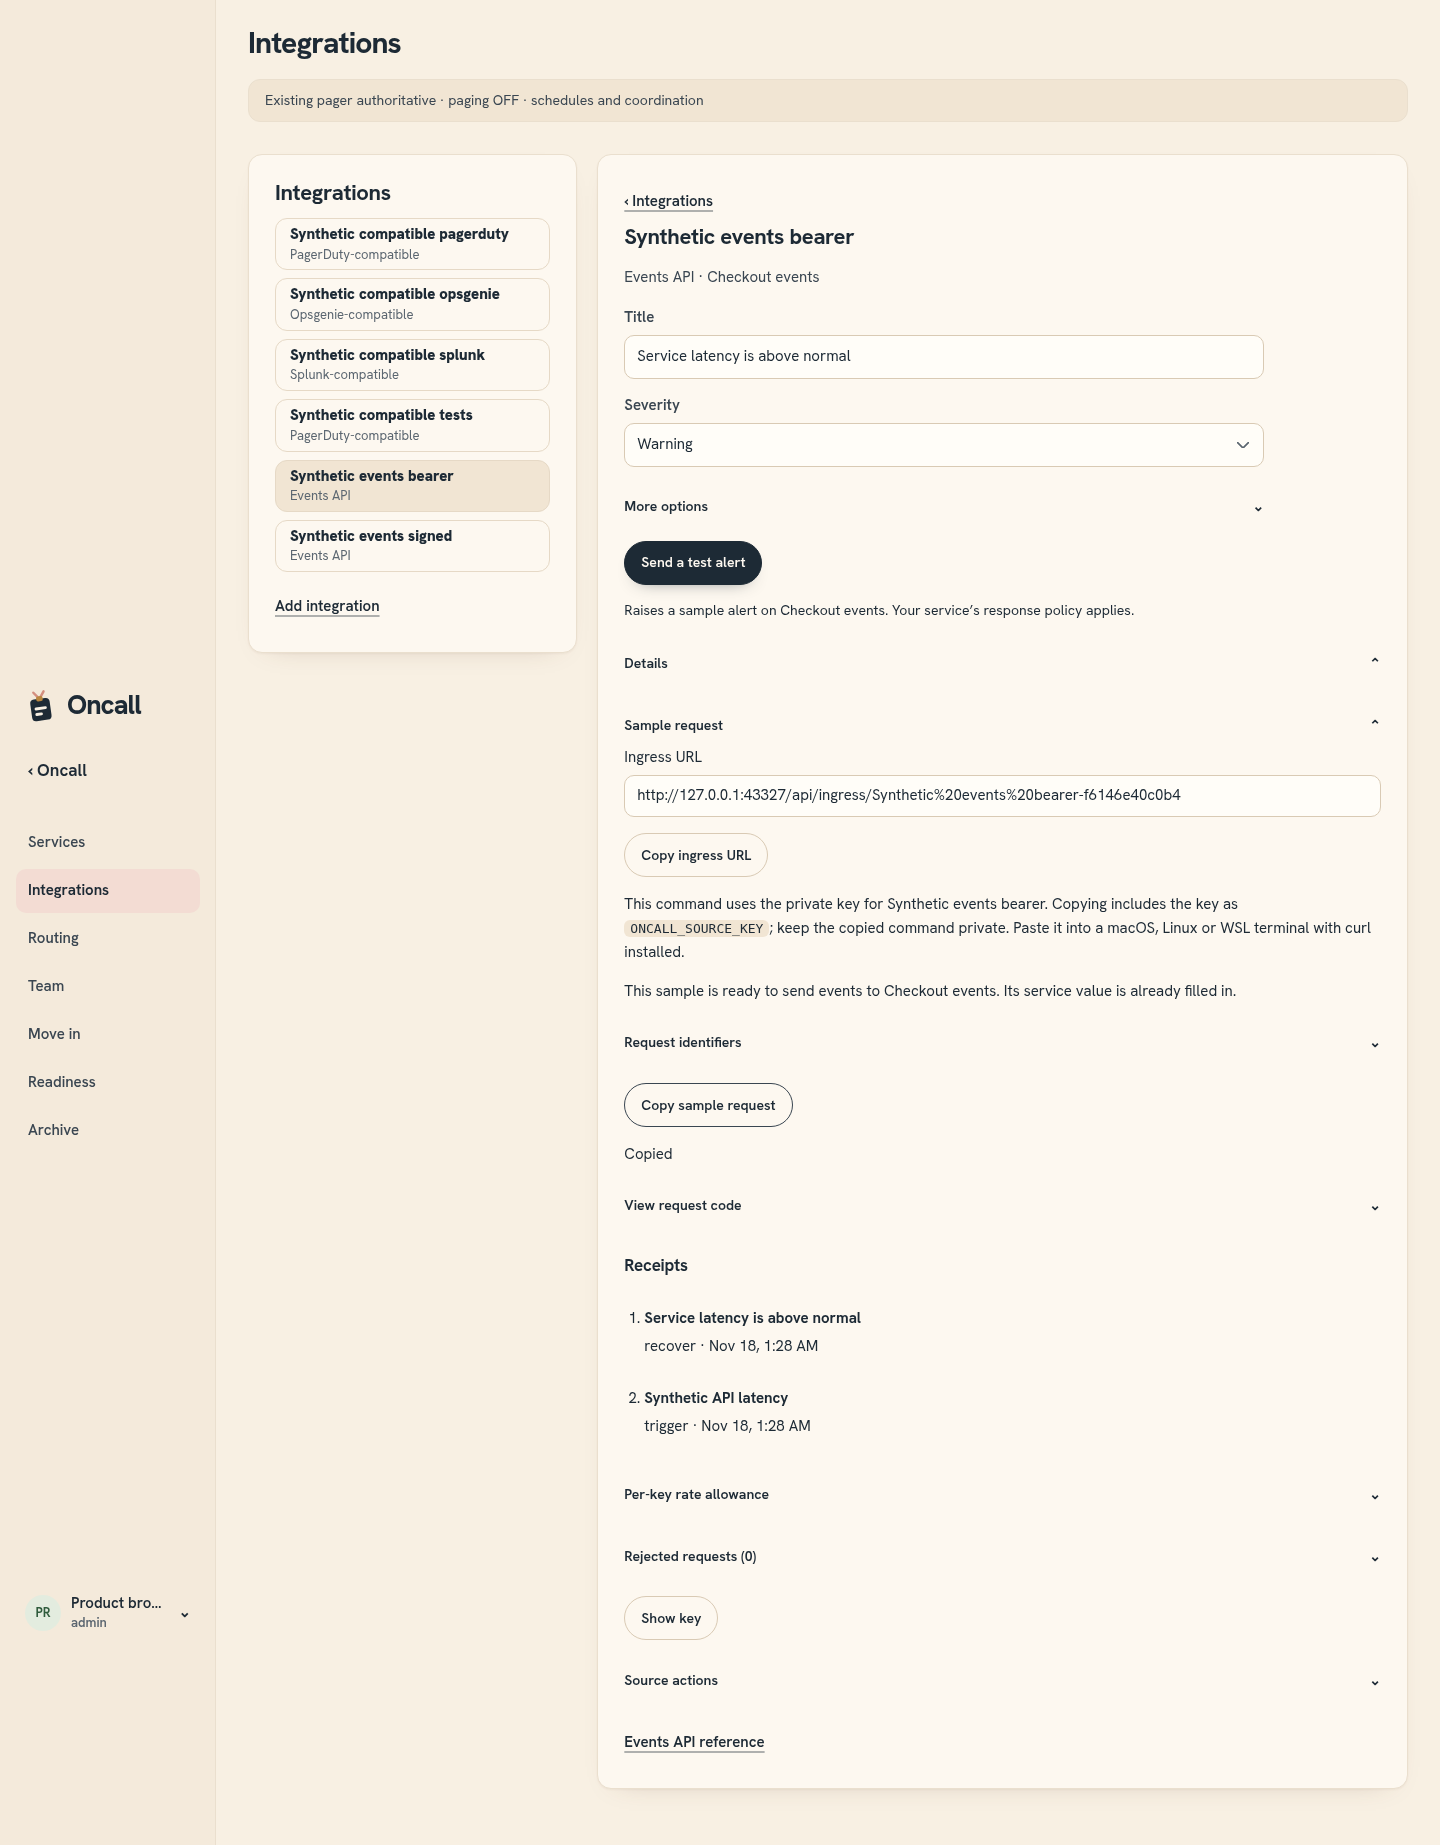 Oncall
‹ Oncall
Services
Integrations
Routing
Team
Move in
Readiness
Archive
PR
Product bro…
admin
Integrations
Existing pager authoritative · paging OFF · schedules and coordination
Integrations
Synthetic compatible pagerduty
PagerDuty-compatible
Synthetic compatible opsgenie
Opsgenie-compatible
Synthetic compatible splunk
Splunk-compatible
Synthetic compatible tests
PagerDuty-compatible
Synthetic events bearer
Events API
Synthetic events signed
Events API
Add integration
‹ Integrations
Synthetic events bearer
Events API · Checkout events
Title
Service latency is above normal
Severity
Warning
More options
Send a test alert
Raises a sample alert on Checkout events. Your service’s response policy applies.
Details
Sample request
Ingress URL
http://127.0.0.1:43327/api/ingress/Synthetic%20events%20bearer-f6146e40c0b4
Copy ingress URL
This command uses the private key for Synthetic events bearer. Copying includes the key as
ONCALL_SOURCE_KEY ; keep the copied command private. Paste it into a macOS, Linux or WSL terminal with curl
installed.
This sample is ready to send events to Checkout events. Its service value is already filled in.
Request identifiers
Copy sample request
Copied
View request code
Receipts
1. Service latency is above normal
recover · Nov 18, 1:28 AM
2. Synthetic API latency
trigger · Nov 18, 1:28 AM
Per-key rate allowance
Rejected requests (0)
Show key
Source actions
Events API reference